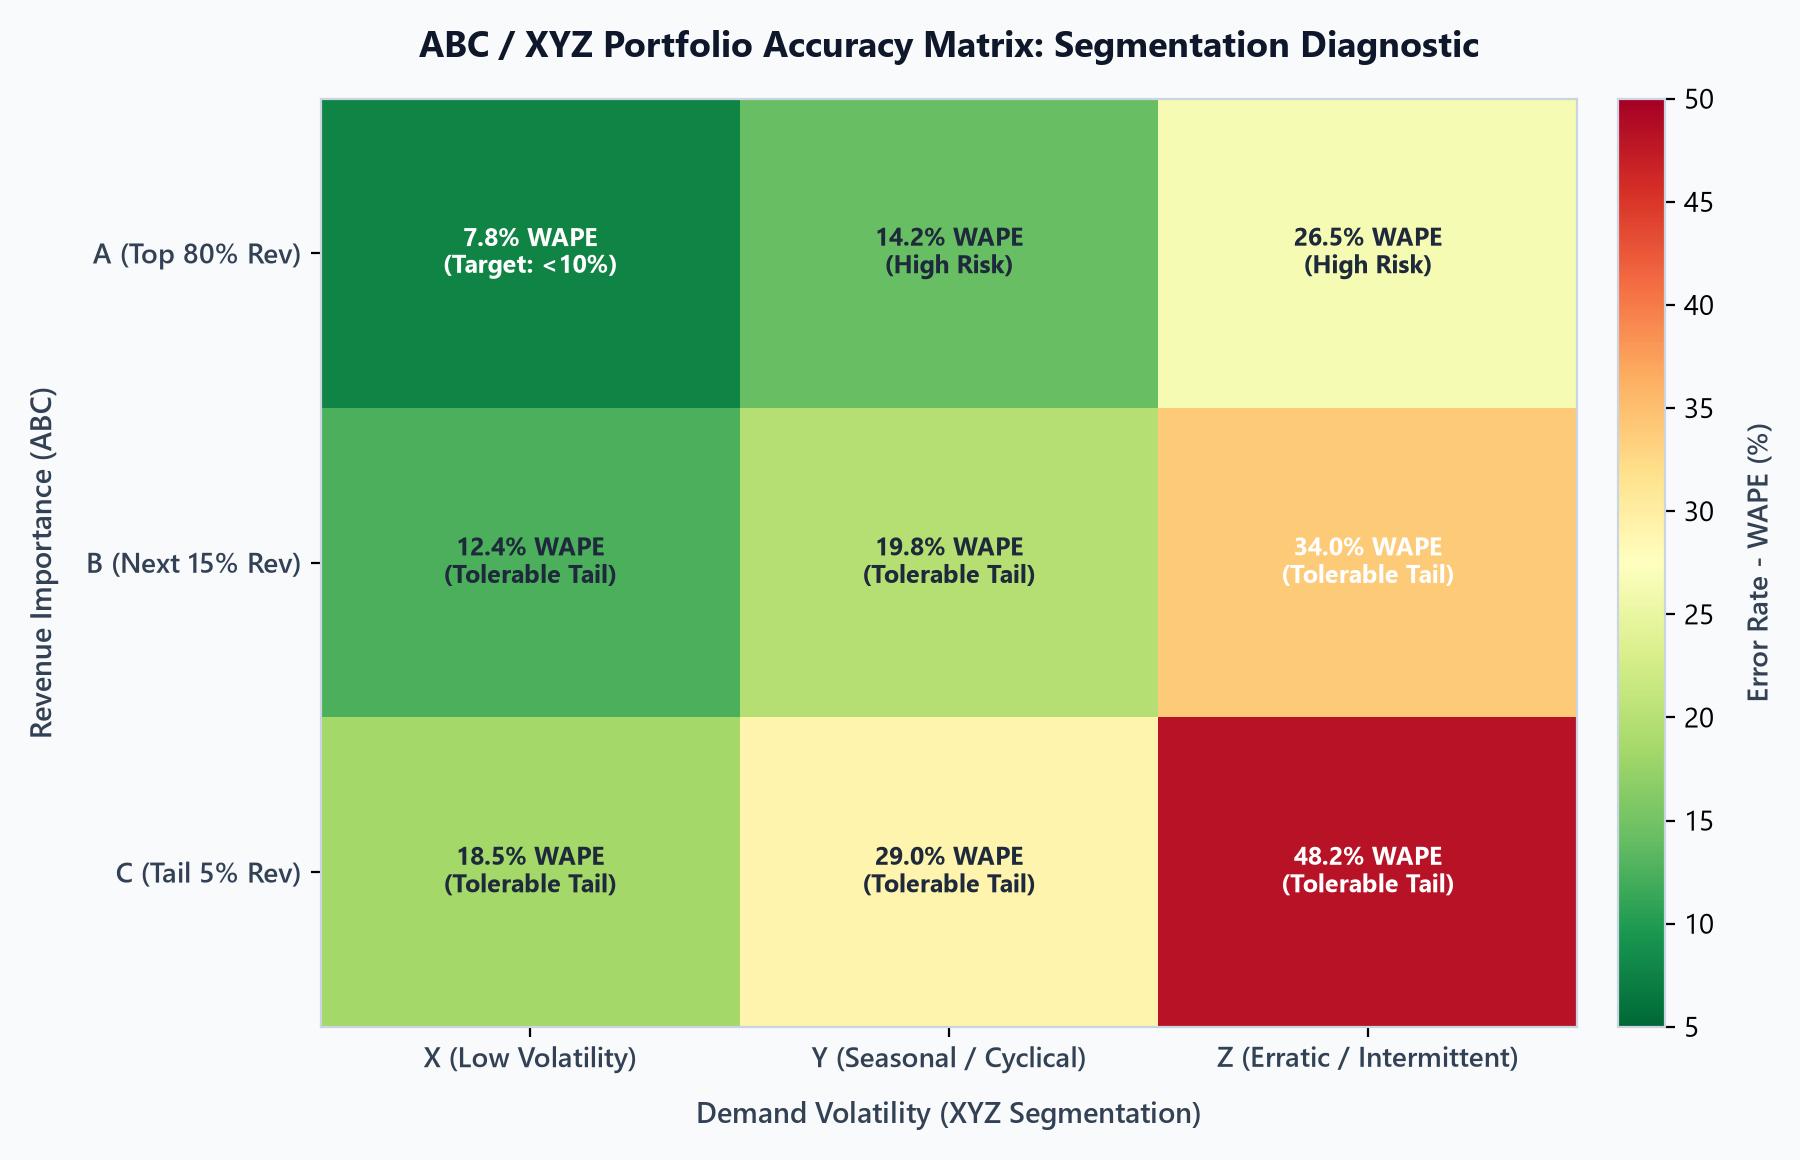 ABC / XYZ Portfolio Accuracy Matrix: Segmentation Diagnostic
Revenue Importance (ABC)
A (Top 80% Rev)
B (Next 15% Rev)
C (Tail 5% Rev)
7.8% WAPE
(Target: <10%)
14.2% WAPE
(High Risk)
26.5% WAPE
(High Risk)
12.4% WAPE
(Tolerable Tail)
19.8% WAPE
(Tolerable Tail)
34.0% WAPE
(Tolerable Tail)
18.5% WAPE
(Tolerable Tail)
29.0% WAPE
(Tolerable Tail)
48.2% WAPE
(Tolerable Tail)
X (Low Volatility)
Y (Seasonal / Cyclical)
Z (Erratic / Intermittent)
Demand Volatility (XYZ Segmentation)
50
45
40
35
30
25
20
15
10
5
Error Rate - WAPE (%)